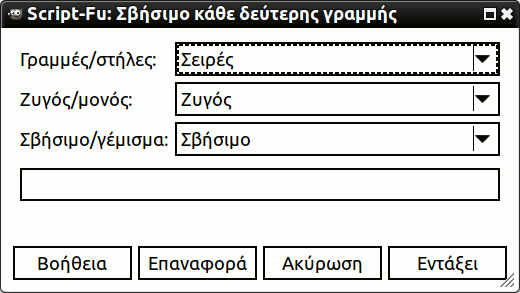 Script-Fu: Σβήσιμο κάθε δεύτερης γραμμής
Γραμμές/στήλες: Σειρές
Ζυγός/μονός: Ζυγός
Σβήσιμο/γέμισμα: Σβήσιμο
Βοήθεια Επαναφορά Ακύρωση Εντάξει